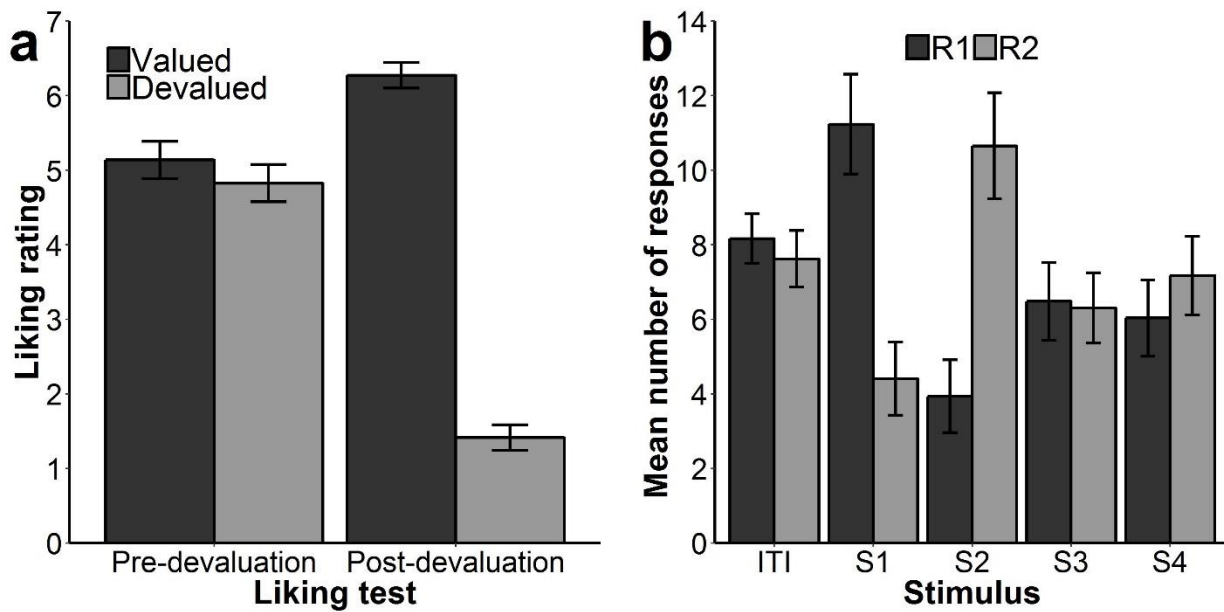 a
Valued
Devalued
Liking rating
7
6
5
4
3
2
1
0
Pre-devaluation Post-devaluation
Liking test
b
R1 R2
Mean number of responses
14
12
10
8
6
4
2
0
ITI S1 S2 S3 S4
Stimulus